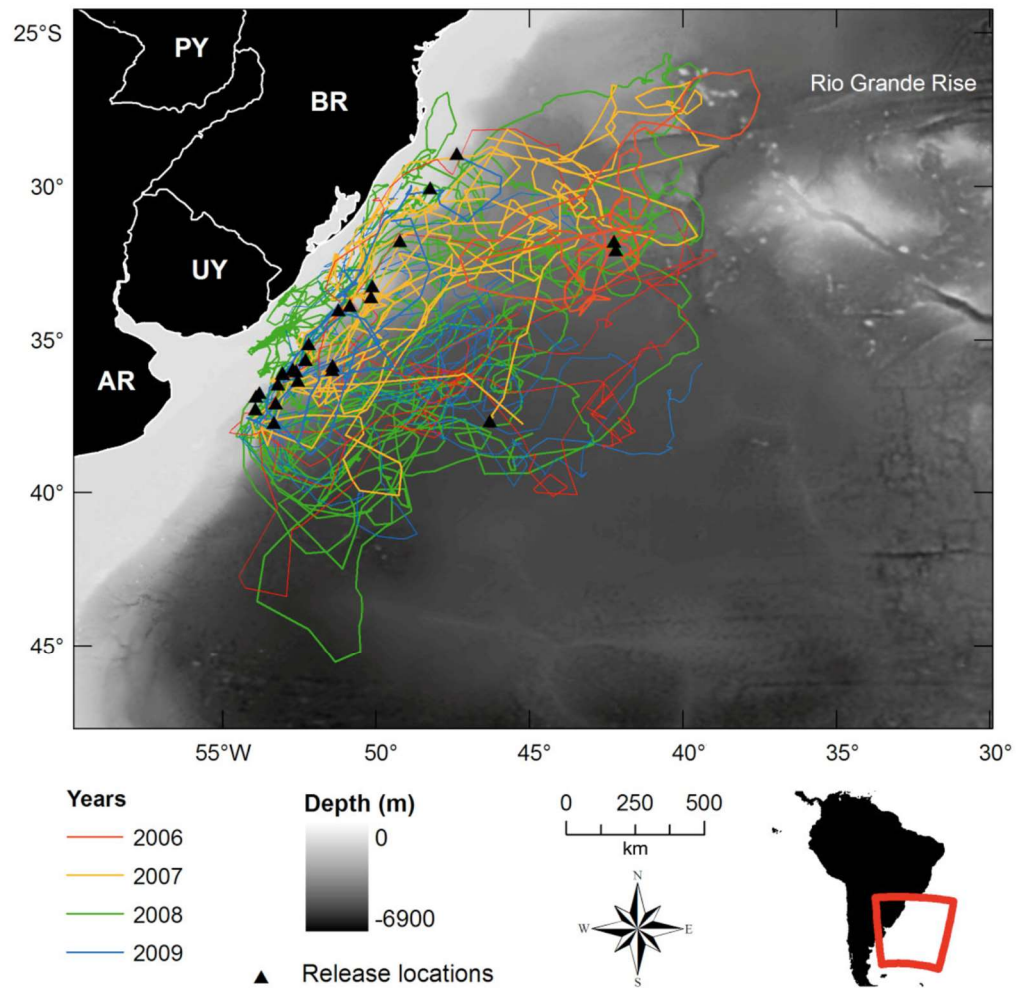 25°S
PY
BR
Rio Grande Rise
30°
UY
35°
AR
40°
45°
55°W 50° 45° 40° 35° 30°
Years
2006
2007
2008
2009
Depth (m)
0
-6900
Release locations
0 250 500
km
N
W E
S